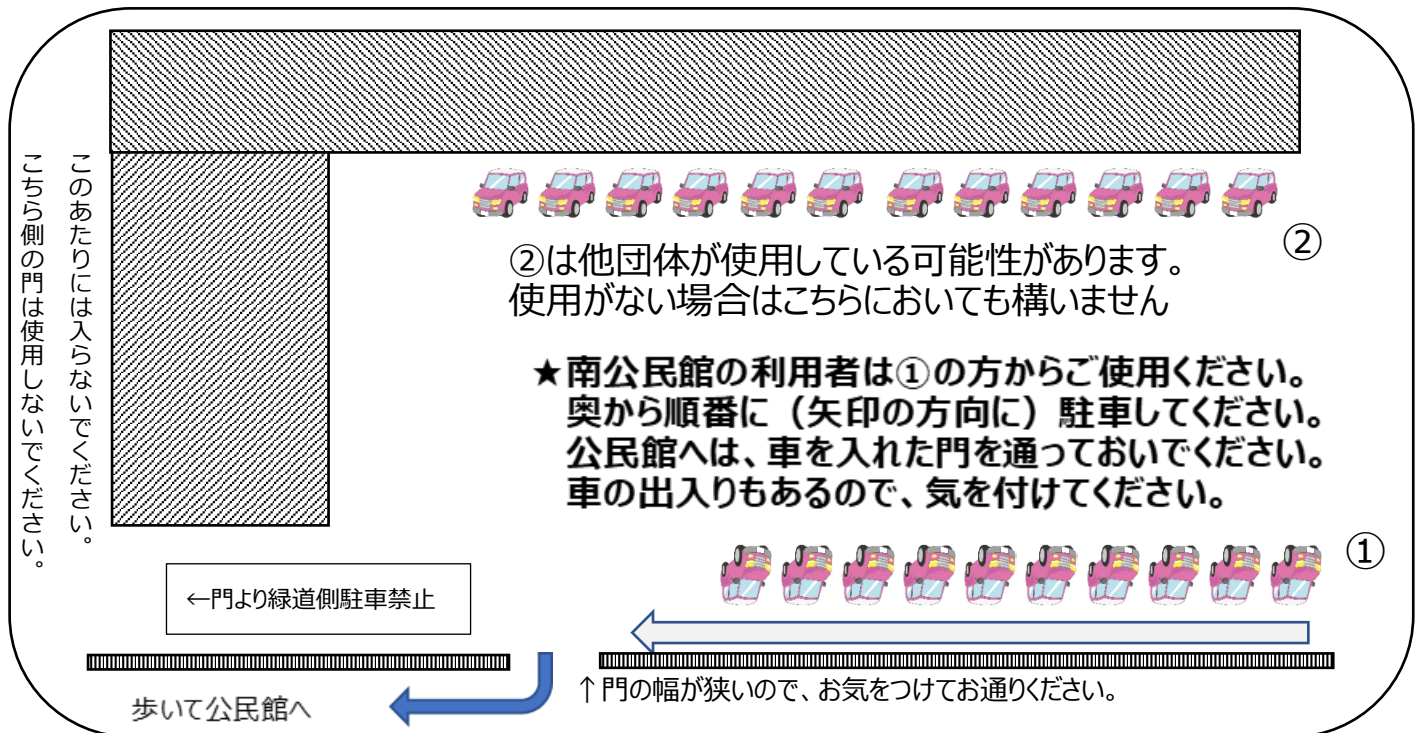 こちら側の門は使用しないでください。
このあたりには入らないでください。
②
②は他団体が使用している可能性があります。
使用がない場合はこちらにおいても構いません
★南公民館の利用者は①の方からご使用ください。
奥から順番に（矢印の方向に）駐車してください。
公民館へは、車を入れた門を通っておいでください。
車の出入りもあるので、気を付けてください。
①
←門より緑道側駐車禁止
↑門の幅が狭いので、お気をつけてお通りください。
歩いて公民館へ